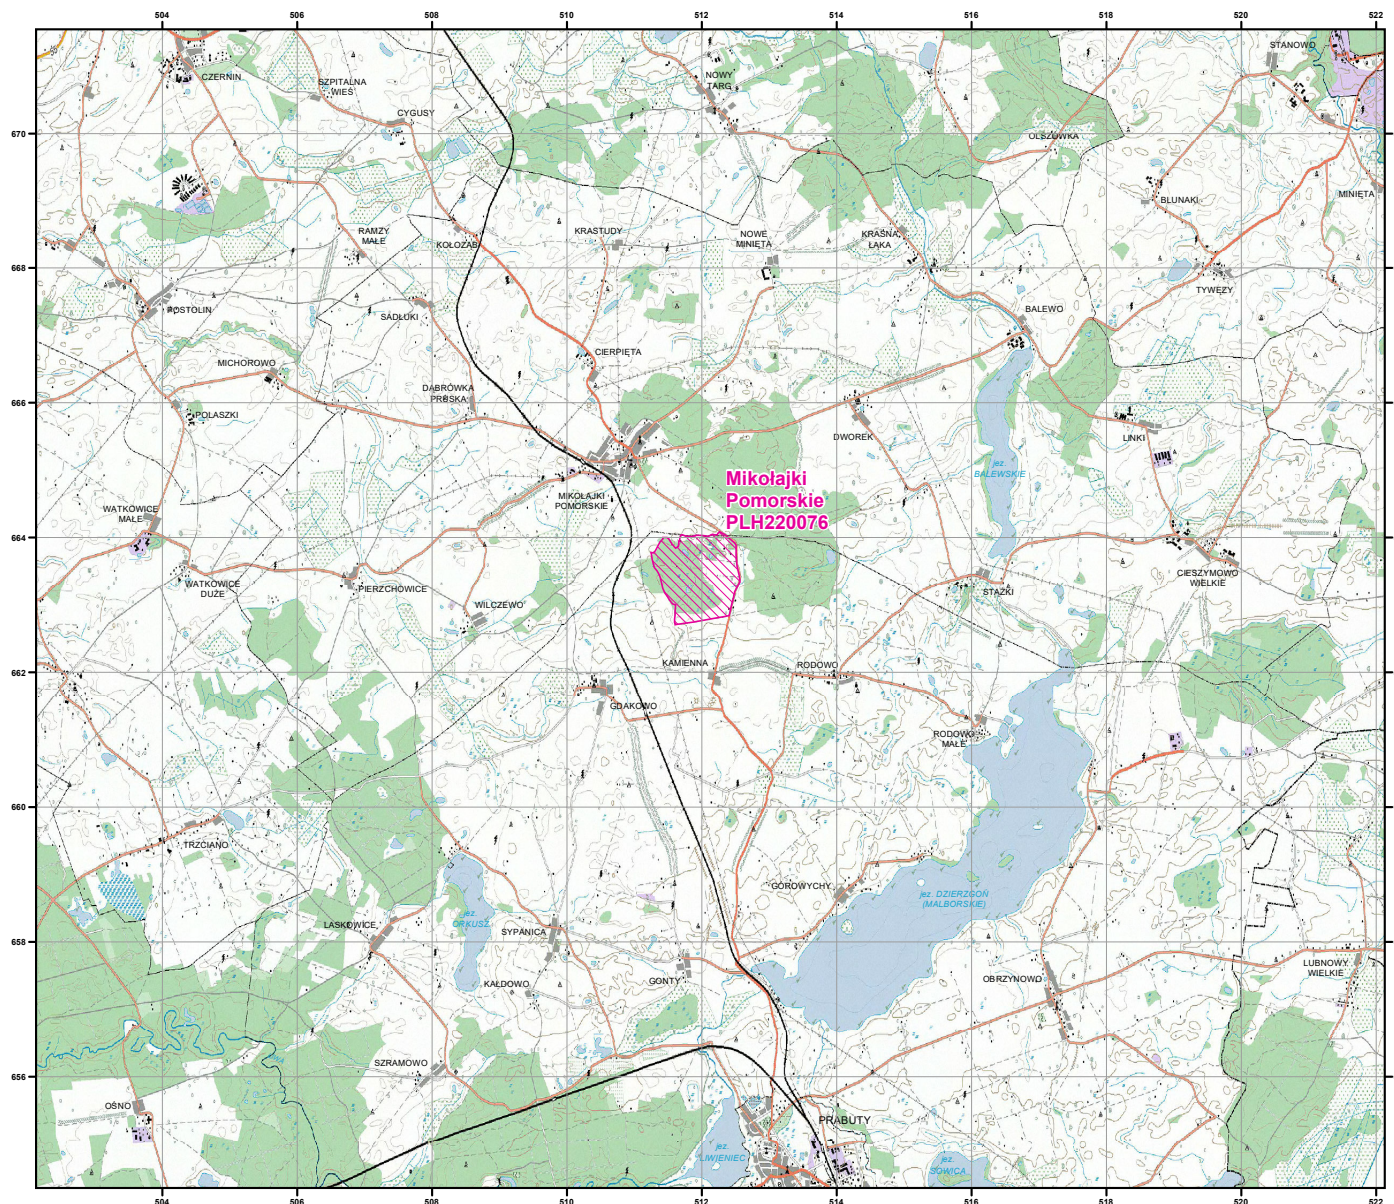 504 506 508 510 512 514 516 518 520 522
STANOWO
CZERNIN
SZPITALNA
WIEŚ
NOWY
TARG
CYGUSY
670
OLSZÓWKA
MINIĘTA
BLUNAKI
RAMZY
MAŁE
KOŁOZĄB
KRASTUDY
NOWE
MINIĘTA
KRAŚNA
ŁĄKA
668
TYWĘZY
POSTOLIN
SADŁUKI
BALEWO
CIERPIĘTA
MICHOROWO
DĄBRÓWKA
PRUSKA
666
POLASZKI
DWOREK
LINKI
jez.
BALEWSKIE
Mikołajki
Pomorskie
PLH220076
MIKOŁAJKI
POMORSKIE
WATKOWICE
MAŁE
664
CIESZYMOWO
WIELKIE
WATKOWICE
DUŻE
PIERZCHOWICE
STĄŻKI
WILCZEWO
KAMIENNA
RODOWO
662
GDAKOWO
RODOWO
MAŁE
660
TRZCIANO
GÓROWYCHY
jez. DZIERZGOŃ
(MALBORSKIE)
jez.
ORKUSZ
LASKOWICE
SYPANICA
658
LUBNOWY
WIELKIE
KAŁDOWO
GONTY
OBRZYNOWO
656
SZRAMOWO
OŚNO
PRABUTY
jez.
LIWIENIEC
jez.
SOWICA
504 506 508 510 512 514 516 518 520 522